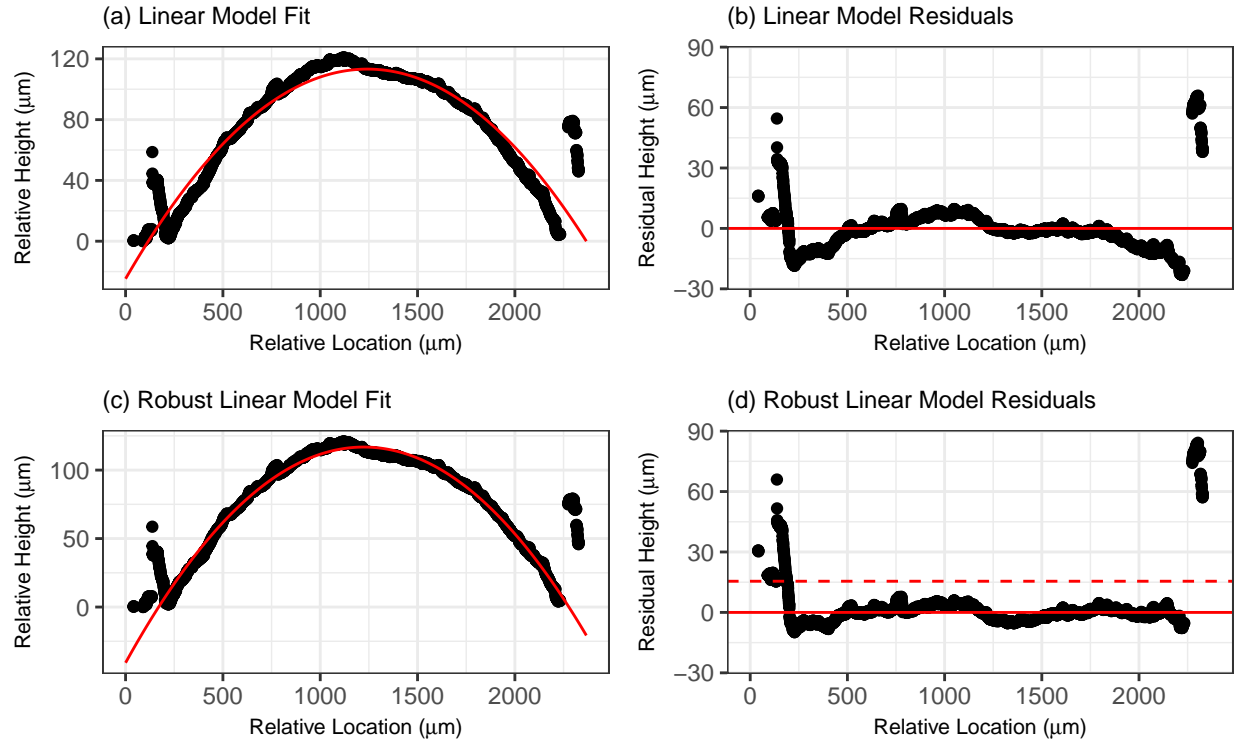 (a) Linear Model Fit
Relative Height (μm)
120
80
40
0
0 500 1000 1500 2000
Relative Location (μm)
(b) Linear Model Residuals
Residual Height (μm)
90
60
30
0
−30
0 500 1000 1500 2000
Relative Location (μm)
(c) Robust Linear Model Fit
Relative Height (μm)
100
50
0
0 500 1000 1500 2000
Relative Location (μm)
(d) Robust Linear Model Residuals
Residual Height (μm)
90
60
30
0
−30
0 500 1000 1500 2000
Relative Location (μm)